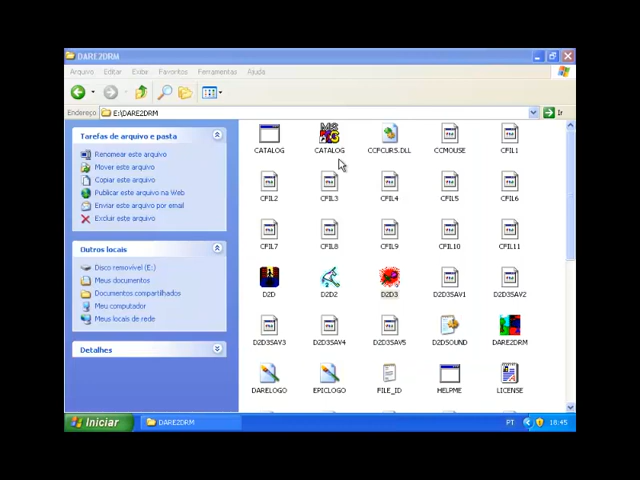 DARE2DRM
Arquivo Editar Exibir Favoritos Ferramentas Ajuda
Endereço E:\DARE2DRM Ir
Tarefas de arquivo e pasta
Renomear este arquivo
Mover este arquivo
Copiar este arquivo
Publicar este arquivo na Web
Enviar este arquivo por email
Excluir este arquivo
Outros locais
Disco removível (E:)
Meus documentos
Documentos compartilhados
Meu computador
Meus locais de rede
Detalhes
CATALOG CATALOG CCFCURS.DLL CCMOUSE CFIL1
CFIL2 CFIL3 CFIL4 CFIL5 CFIL6
CFIL7 CFIL8 CFIL9 CFIL10 CFIL11
D2D D2D2 D2D3 D2D3SAV1 D2D3SAV2
D2D3SAV3 D2D3SAV4 D2D3SAV5 D2DSOUND DARE2DRM
DARELOGO EPICLOGO FILE_ID HELPME LICENSE
Iniciar DARE2DRM PT 18:45